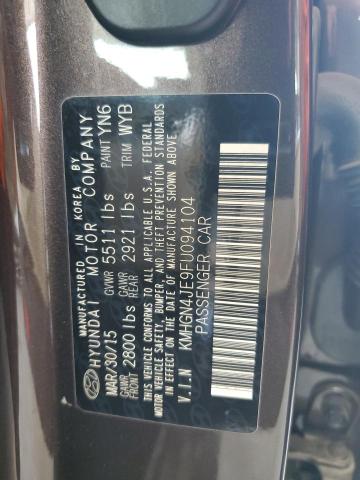 MANUFACTURED IN KOREA BY
HYUNDAI MOTOR COMPANY
MAR/30/15 GVWR 5511 lbs PAINT YN6
GAWR FRONT 2800 lbs GAWR REAR 2921 lbs TRIM WYB
THIS VEHICLE CONFORMS TO ALL APPLICABLE U.S.A. FEDERAL
MOTOR VEHICLE SAFETY, BUMPER, AND THEFT PREVENTION
STANDARDS IN EFFECT ON THE DATE OF MANUFACTURE SHOWN ABOVE.
V.I.N KMHGN4JE9FU094104
PASSENGER CAR